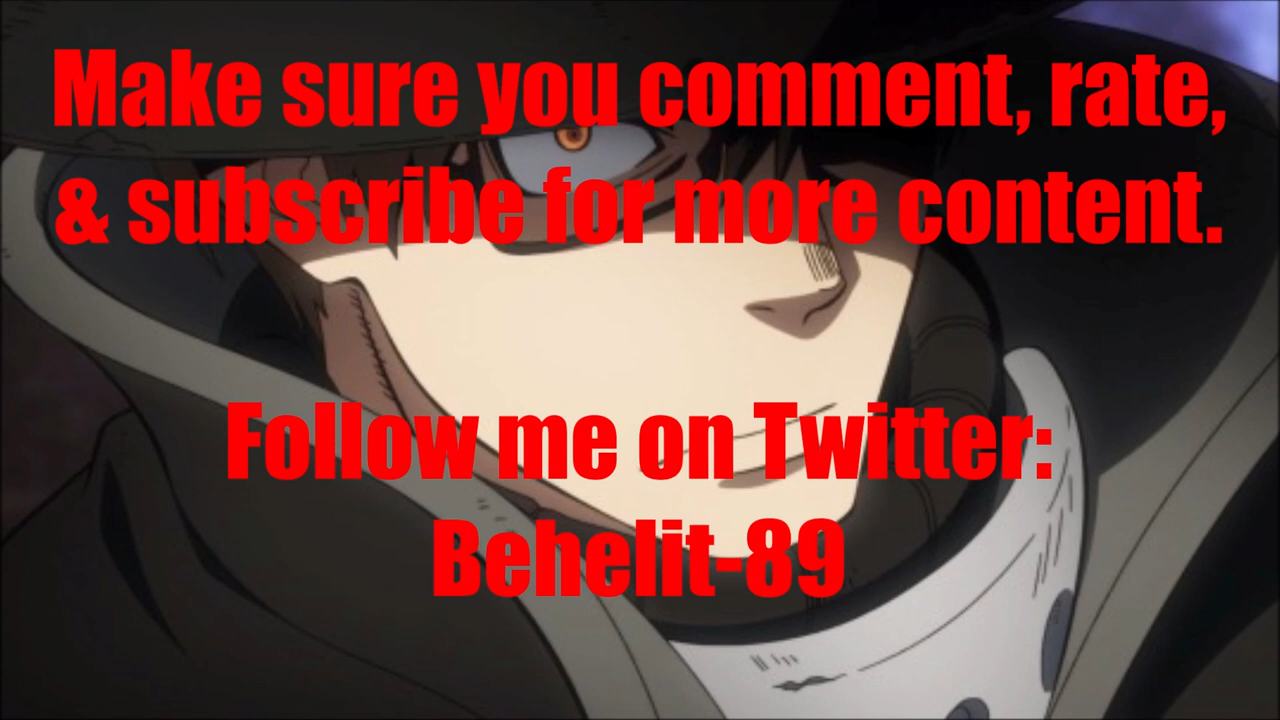 Make sure you comment, rate,
& subscribe for more content.
Follow me on Twitter:
Behelit-89